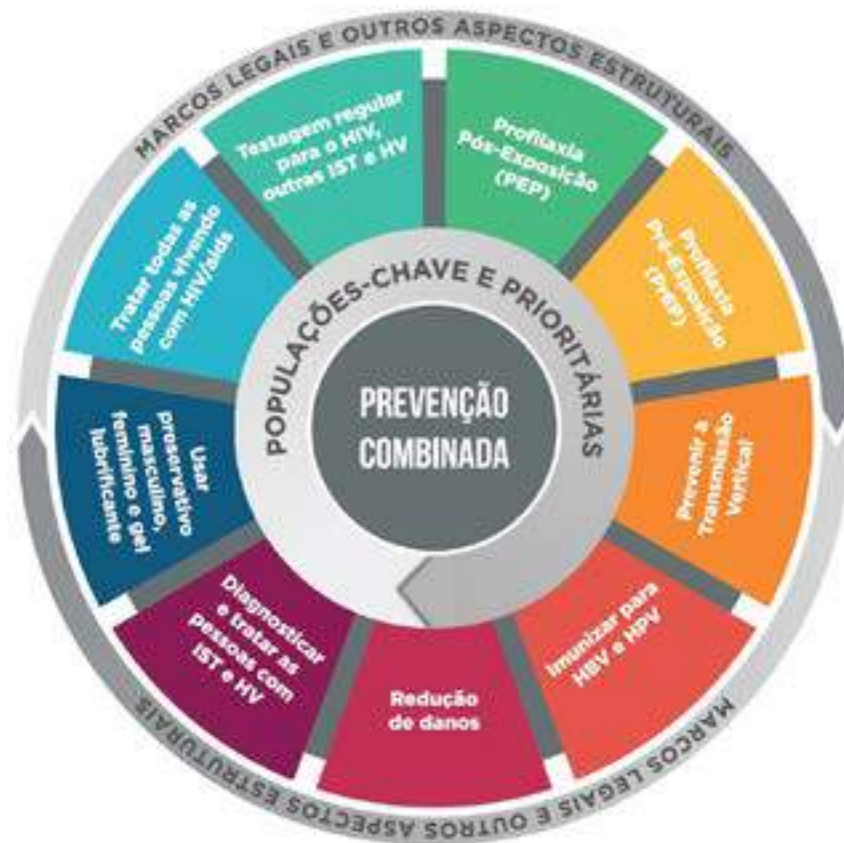 MARCOS LEGAIS E OUTROS ASPECTOS ESTRUTURAIS
Testagem regular
para o HIV,
outras IST e HV
Profilaxia
Pós-Exposição
(PEP)
Profilaxia
Pré-Exposição
(PrEP)
Prevenir a
Transmissão
Vertical
Imunizar para
HBV e HPV
Redução
de danos
Diagnosticar
e tratar as
pessoas com
IST e HV
Usar
preservativo
masculino,
feminino e gel
lubrificante
Tratar todas as
pessoas vivendo
com HIV/aids
POPULAÇÕES-CHAVE E PRIORITÁRIAS
PREVENÇÃO
COMBINADA
MARCOS LEGAIS E OUTROS ASPECTOS ESTRUTURAIS